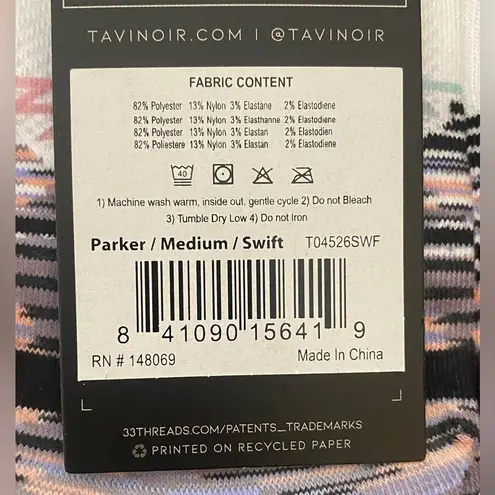 TAVINOIR.COM | @TAVINOIR
FABRIC CONTENT
82% Polyester 13% Nylon 3% Elastane 2% Elastodiene
82% Polyester 13% Nylon 3% Elasthanne 2% Elastodiene
82% Polyester 13% Nylon 3% Elastan 2% Elastodien
82% Poliestere 13% Nylon 3% Elastan 2% Elastodiene
40
1) Machine wash warm, inside out, gentle cycle 2) Do not Bleach
3) Tumble Dry Low 4) Do not Iron
Parker / Medium / Swift T04526SWF
8 41090 15641 9
RN # 148069 Made In China
33THREADS.COM/PATENTS_TRADEMARKS
PRINTED ON RECYCLED PAPER